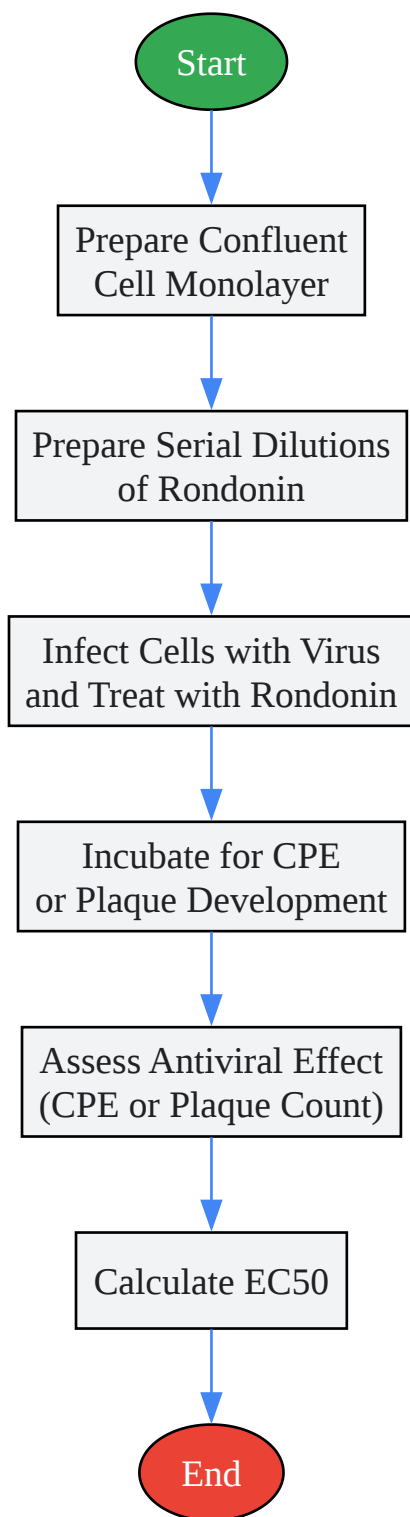 Start
Prepare Confluent
Cell Monolayer
Prepare Serial Dilutions
of Rondonin
Infect Cells with Virus
and Treat with Rondonin
Incubate for CPE
or Plaque Development
Assess Antiviral Effect
(CPE or Plaque Count)
Calculate EC50
End